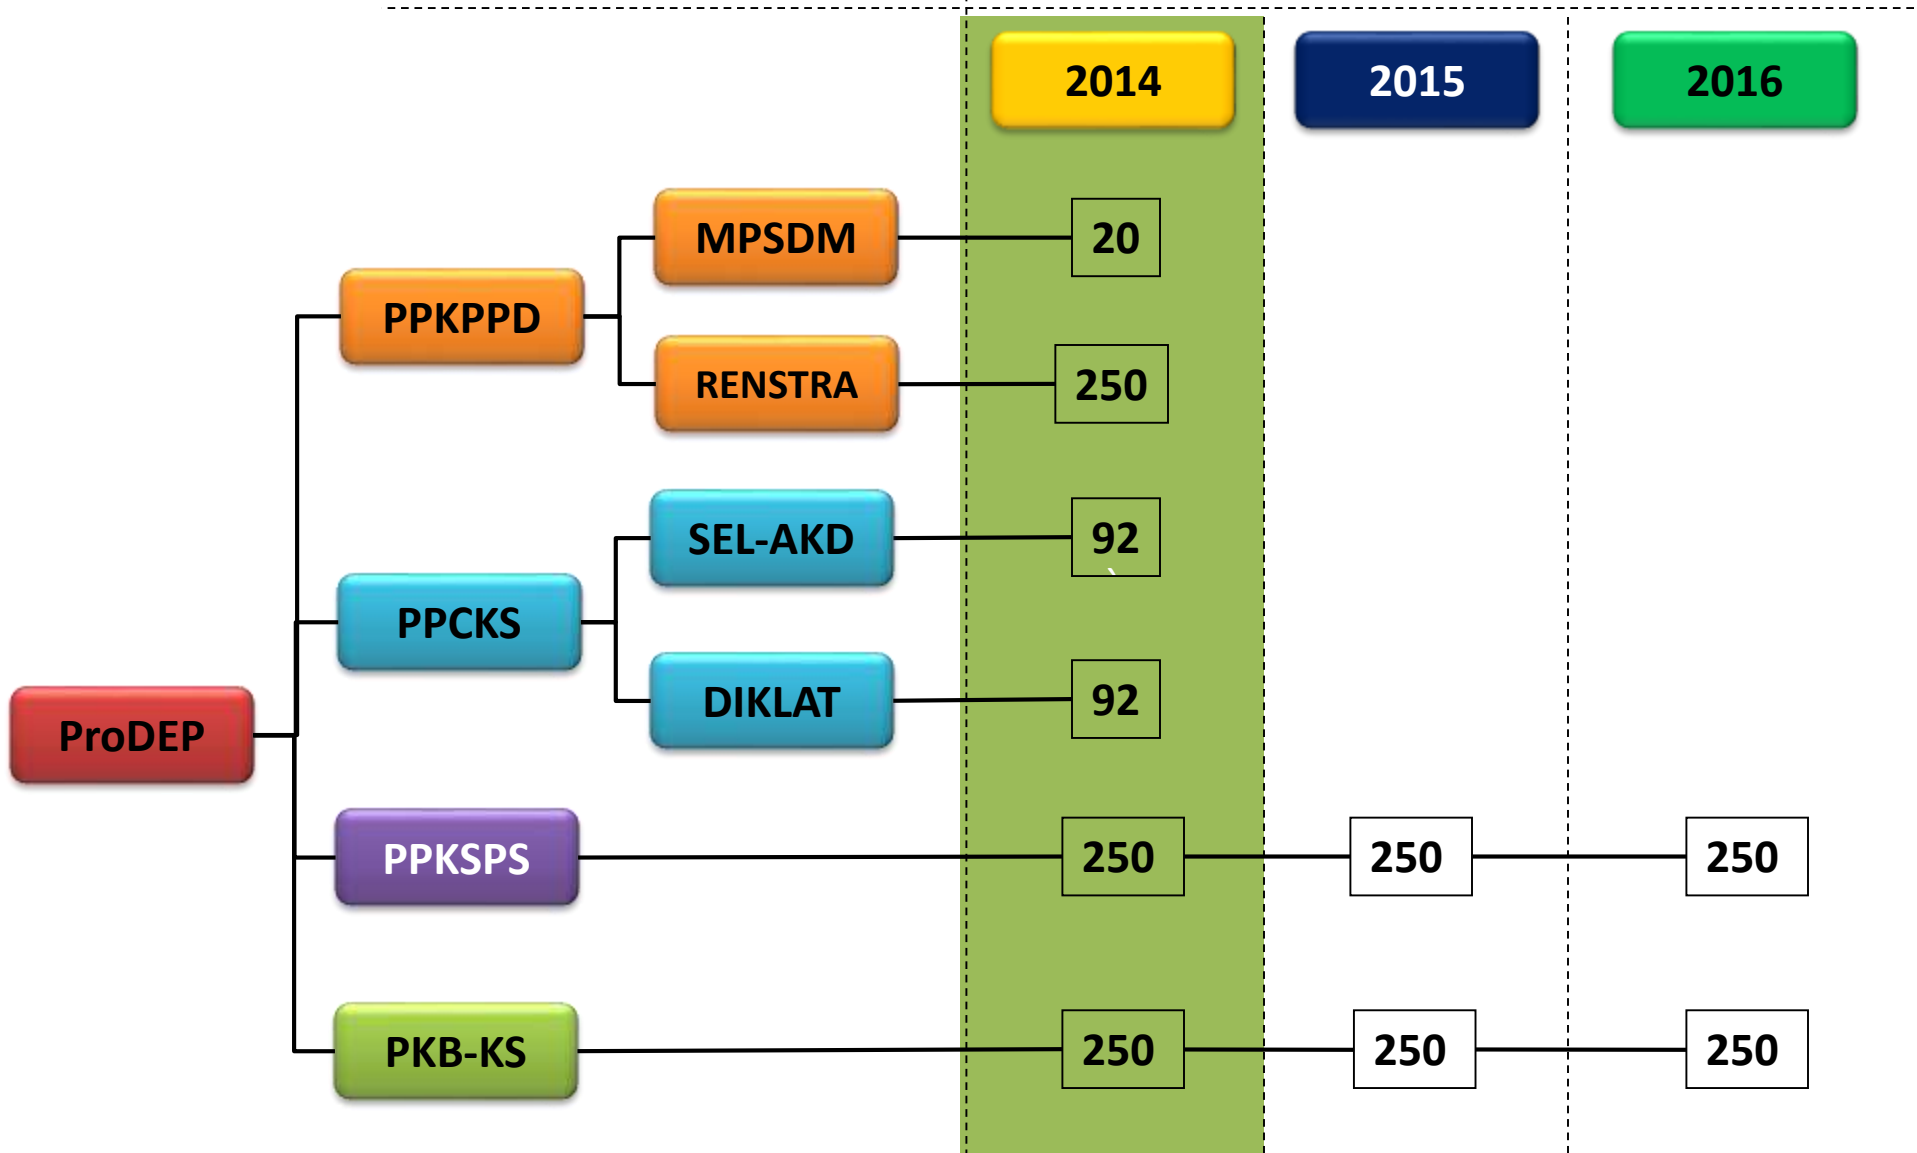 2014 2015 2016
MPSDM 20
PPKPPD
RENSTRA 250
SEL-AKD 92
`
PPCKS
DIKLAT 92
ProDEP
PPKSPS 250 250 250
PKB-KS 250 250 250